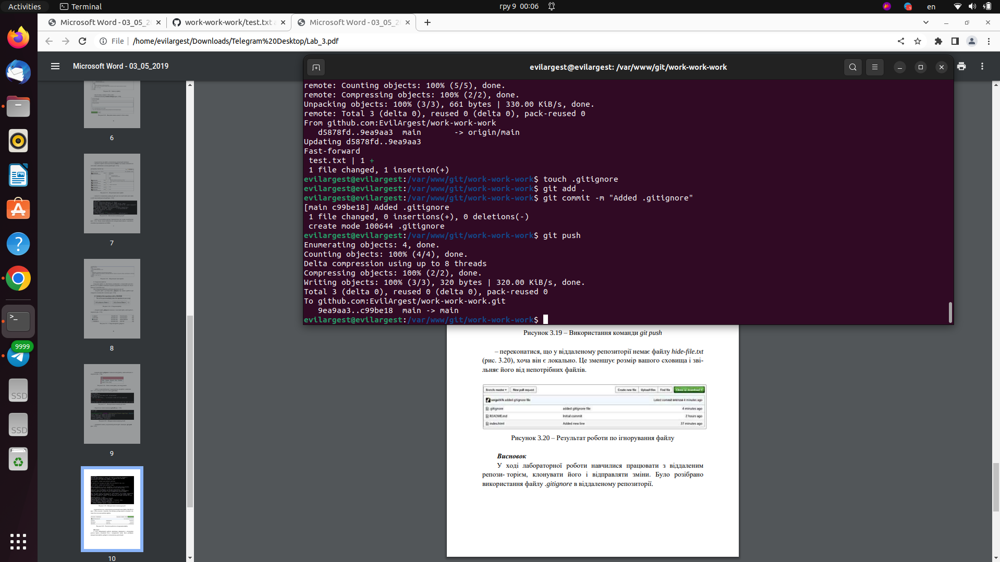 Activities
Terminal
гру 9 00:06
en
Microsoft Word - 03_05_2
work-work-work/test.txt a
Microsoft Word - 03_05_2
File
/home/evilargest/Downloads/Telegram%20Desktop/Lab_3.pdf
Microsoft Word - 03_05_2019
evilargest@evilargest: /var/www/git/work-work-work
remote: Counting objects: 100% (5/5), done.
remote: Compressing objects: 100% (2/2), done.
Unpacking objects: 100% (3/3), 661 bytes | 330.00 KiB/s, done.
remote: Total 3 (delta 0), reused 0 (delta 0), pack-reused 0
From github.com:EvilArgest/work-work-work
d5878fd..9ea9aa3  main       -> origin/main
Updating d5878fd..9ea9aa3
Fast-forward
test.txt | 1 +
1 file changed, 1 insertion(+)
evilargest@evilargest:/var/www/git/work-work-work$ touch .gitignore
evilargest@evilargest:/var/www/git/work-work-work$ git add .
evilargest@evilargest:/var/www/git/work-work-work$ git commit -m "Added .gitignore"
[main c99be18] Added .gitignore
1 file changed, 0 insertions(+), 0 deletions(-)
create mode 100644 .gitignore
evilargest@evilargest:/var/www/git/work-work-work$ git push
Enumerating objects: 4, done.
Counting objects: 100% (4/4), done.
Delta compression using up to 8 threads
Compressing objects: 100% (2/2), done.
Writing objects: 100% (3/3), 320 bytes | 320.00 KiB/s, done.
Total 3 (delta 0), reused 0 (delta 0), pack-reused 0
To github.com:EvilArgest/work-work-work.git
9ea9aa3..c99be18  main -> main
evilargest@evilargest:/var/www/git/work-work-work$
6
7
8
9
10
9999
SSD
SSD
Рисунок 3.19 – Використання команди git push
– переконатися, що у віддаленому репозиторії немає файлу hide-file.txt
(рис. 3.20), хоча він є локально. Це зменшує розмір вашого сховища і зві-
льняє його від непотрібних файлів.
Branch: master
New pull request
Create new file
Upload files
Find file
Clone or download
sergei97k added gitignore file
Latest commit
4 minutes ago
.gitignore
added gitignore file
4 minutes ago
README.md
Initial commit
2 hours ago
index.html
Added new line
37 minutes ago
Рисунок 3.20 – Результат роботи по ігнорування файлу
Висновок
У ході лабораторної роботи навчилися працювати з віддаленим
репози- торієм, клонувати його і відправляти зміни. Було розібрано
використання файлу .gitignore в віддаленому репозиторії.